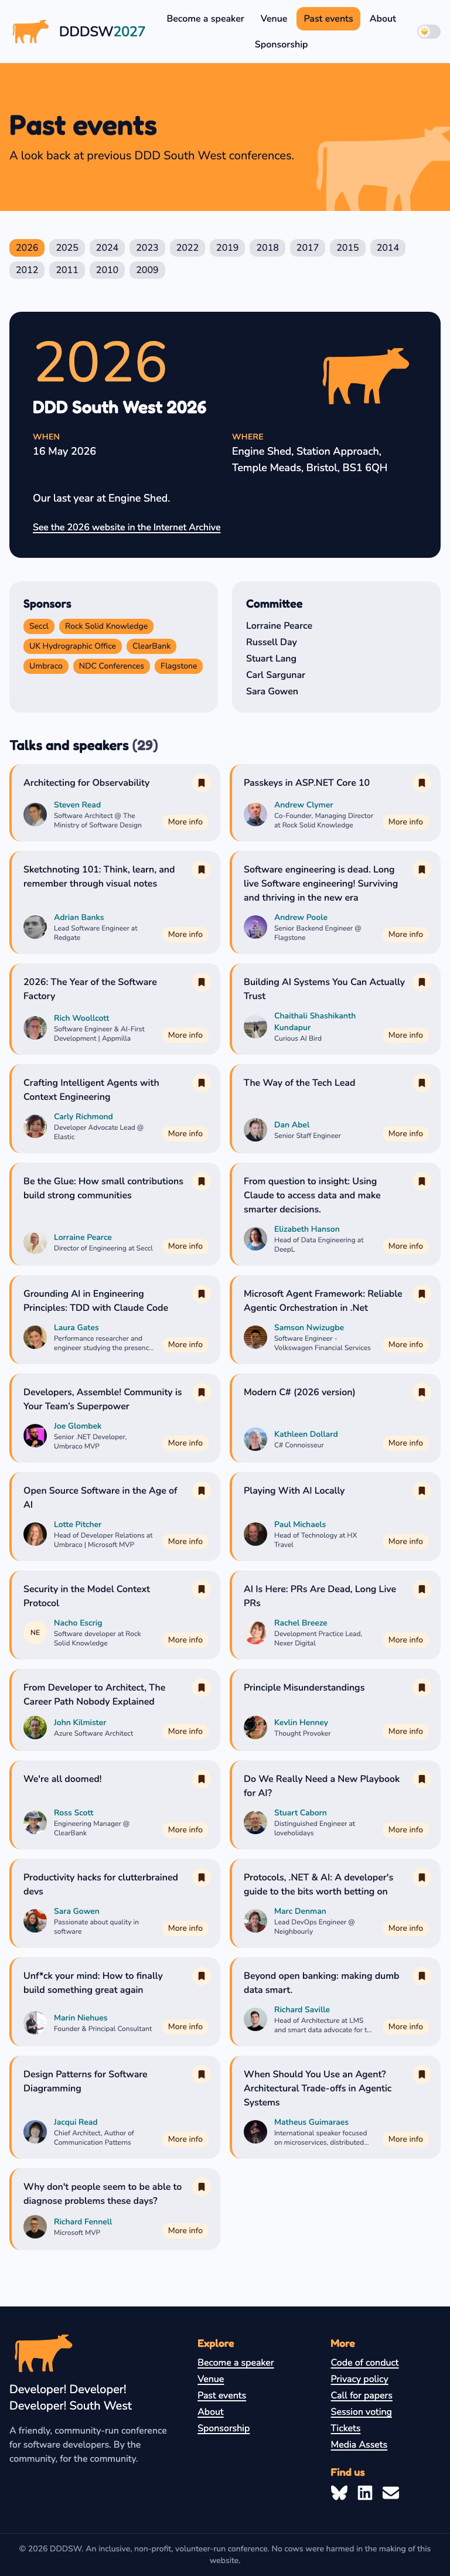 DDDSW2027
Become a speaker
Venue
Past events
About
Sponsorship
Past events
A look back at previous DDD South West conferences.
2026 2025 2024 2023 2022 2019 2018 2017 2015 2014
2012 2011 2010 2009
2026
DDD South West 2026
WHEN
16 May 2026
WHERE
Engine Shed, Station Approach,
Temple Meads, Bristol, BS1 6QH
Our last year at Engine Shed.
See the 2026 website in the Internet Archive
Sponsors
Seccl Rock Solid Knowledge
UK Hydrographic Office ClearBank
Umbraco NDC Conferences Flagstone
Committee
Lorraine Pearce
Russell Day
Stuart Lang
Carl Sargunar
Sara Gowen
Talks and speakers (29)
Architecting for Observability
Steven Read
Software Architect @ The
Ministry of Software Design
More info
Passkeys in ASP.NET Core 10
Andrew Clymer
Co-Founder, Managing Director
at Rock Solid Knowledge
More info
Sketchnoting 101: Think, learn, and
remember through visual notes
Adrian Banks
Lead Software Engineer at
Redgate
More info
Software engineering is dead. Long
live Software engineering! Surviving
and thriving in the new era
Andrew Poole
Senior Backend Engineer @
Flagstone
More info
2026: The Year of the Software
Factory
Rich Woollcott
Software Engineer & AI-First
Development | Appmilla
More info
Building AI Systems You Can Actually
Trust
Chaithali Shashikanth
Kundapur
Curious AI Bird
More info
Crafting Intelligent Agents with
Context Engineering
Carly Richmond
Developer Advocate Lead @
Elastic
More info
The Way of the Tech Lead
Dan Abel
Senior Staff Engineer
More info
Be the Glue: How small contributions
build strong communities
Lorraine Pearce
Director of Engineering at Seccl
More info
From question to insight: Using
Claude to access data and make
smarter decisions.
Elizabeth Hanson
Head of Data Engineering at
DeepL
More info
Grounding AI in Engineering
Principles: TDD with Claude Code
Laura Gates
Performance researcher and
engineer studying the presenc...
More info
Microsoft Agent Framework: Reliable
Agentic Orchestration in .Net
Samson Nwizugbe
Software Engineer -
Volkswagen Financial Services
More info
Developers, Assemble! Community is
Your Team's Superpower
Joe Glombek
Senior .NET Developer,
Umbraco MVP
More info
Modern C# (2026 version)
Kathleen Dollard
C# Connoisseur
More info
Open Source Software in the Age of
AI
Lotte Pitcher
Head of Developer Relations at
Umbraco | Microsoft MVP
More info
Playing With AI Locally
Paul Michaels
Head of Technology at HX
Travel
More info
Security in the Model Context
Protocol
NE
Nacho Escrig
Software developer at Rock
Solid Knowledge
More info
AI Is Here: PRs Are Dead, Long Live
PRs
Rachel Breeze
Development Practice Lead,
Nexer Digital
More info
From Developer to Architect, The
Career Path Nobody Explained
John Kilmister
Azure Software Architect
More info
Principle Misunderstandings
Kevlin Henney
Thought Provoker
More info
We're all doomed!
Ross Scott
Engineering Manager @
ClearBank
More info
Do We Really Need a New Playbook
for AI?
Stuart Caborn
Distinguished Engineer at
loveholidays
More info
Productivity hacks for clutterbrained
devs
Sara Gowen
Passionate about quality in
software
More info
Protocols, .NET & AI: A developer's
guide to the bits worth betting on
Marc Denman
Lead DevOps Engineer @
Neighbourly
More info
Unf*ck your mind: How to finally
build something great again
Marin Niehues
Founder & Principal Consultant
More info
Beyond open banking: making dumb
data smart.
Richard Saville
Head of Architecture at LMS
and smart data advocate for t...
More info
Design Patterns for Software
Diagramming
Jacqui Read
Chief Architect, Author of
Communication Patterns
More info
When Should You Use an Agent?
Architectural Trade-offs in Agentic
Systems
Matheus Guimaraes
International speaker focused
on microservices, distributed...
More info
Why don't people seem to be able to
diagnose problems these days?
Richard Fennell
Microsoft MVP
More info
Developer! Developer!
Developer! South West
A friendly, community-run conference
for software developers. By the
community, for the community.
Explore
Become a speaker
Venue
Past events
About
Sponsorship
More
Code of conduct
Privacy policy
Call for papers
Session voting
Tickets
Media Assets
Find us
© 2026 DDDSW. An inclusive, non-profit, volunteer-run conference. No cows were harmed in the making of this
website.